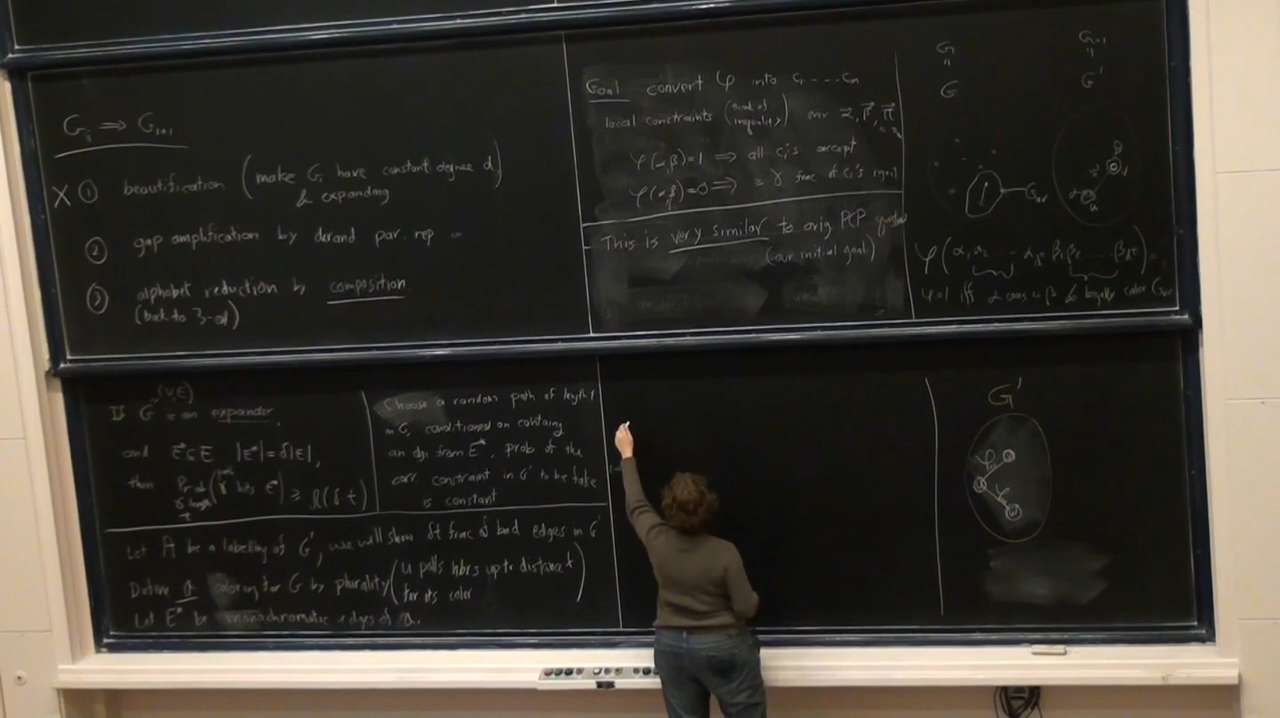 G_i ⟹ G_{i+1}
X ① beautification (make G_i have constant degree d, & expanding)
② gap amplification by derand par. rep
③ alphabet reduction by composition
(back to 3-col)
Goal convert φ into c_1 .... c_m
local constraints (instead of inequality) over α, β, Π
φ(α,β)=1 ⟹ all c_i's accept
φ(α,β)=0 ⟹ ≥ γ frac of c_i's reject
This is very similar to orig PCP
(our initial goal)
G_i G_{i+1}
G G'
u v
φ(α_1 α_2 ... β_1 β_2 ...) =
φ=1 iff α cons w β & legally color
(V,E)
If G is an expander
and E* ⊆ E |E*|=δ|E|,
then Pr (path hits E*) ≥ Ω(δ·t)
γ length t
Choose a random path of length t
in G, conditioned on containing
an edge from E*, prob of the
corr constraint in G' to be false
is constant
Let A be a labelling of G', we will show δt frac of bad edges in G'
Define a coloring for G by plurality (u polls nbrs up to distance t for its color)
Let E* be monochromatic edges of a.
G'